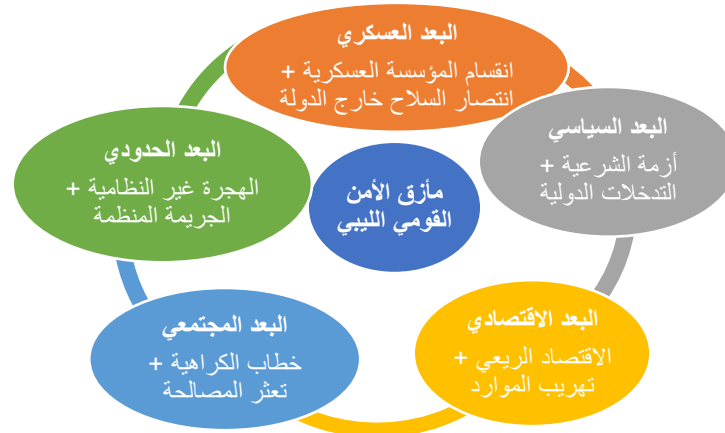 البعد العسكري
انقسام المؤسسة العسكرية +
انتصار السلاح خارج الدولة
البعد السياسي
أزمة الشرعية +
التدخلات الدولية
البعد الاقتصادي
الاقتصاد الريعي +
تهريب الموارد
البعد المجتمعي
خطاب الكراهية +
تعثر المصالحة
البعد الحدودي
الهجرة غير النظامية +
الجريمة المنظمة
مأزق الأمن
القومي الليبي